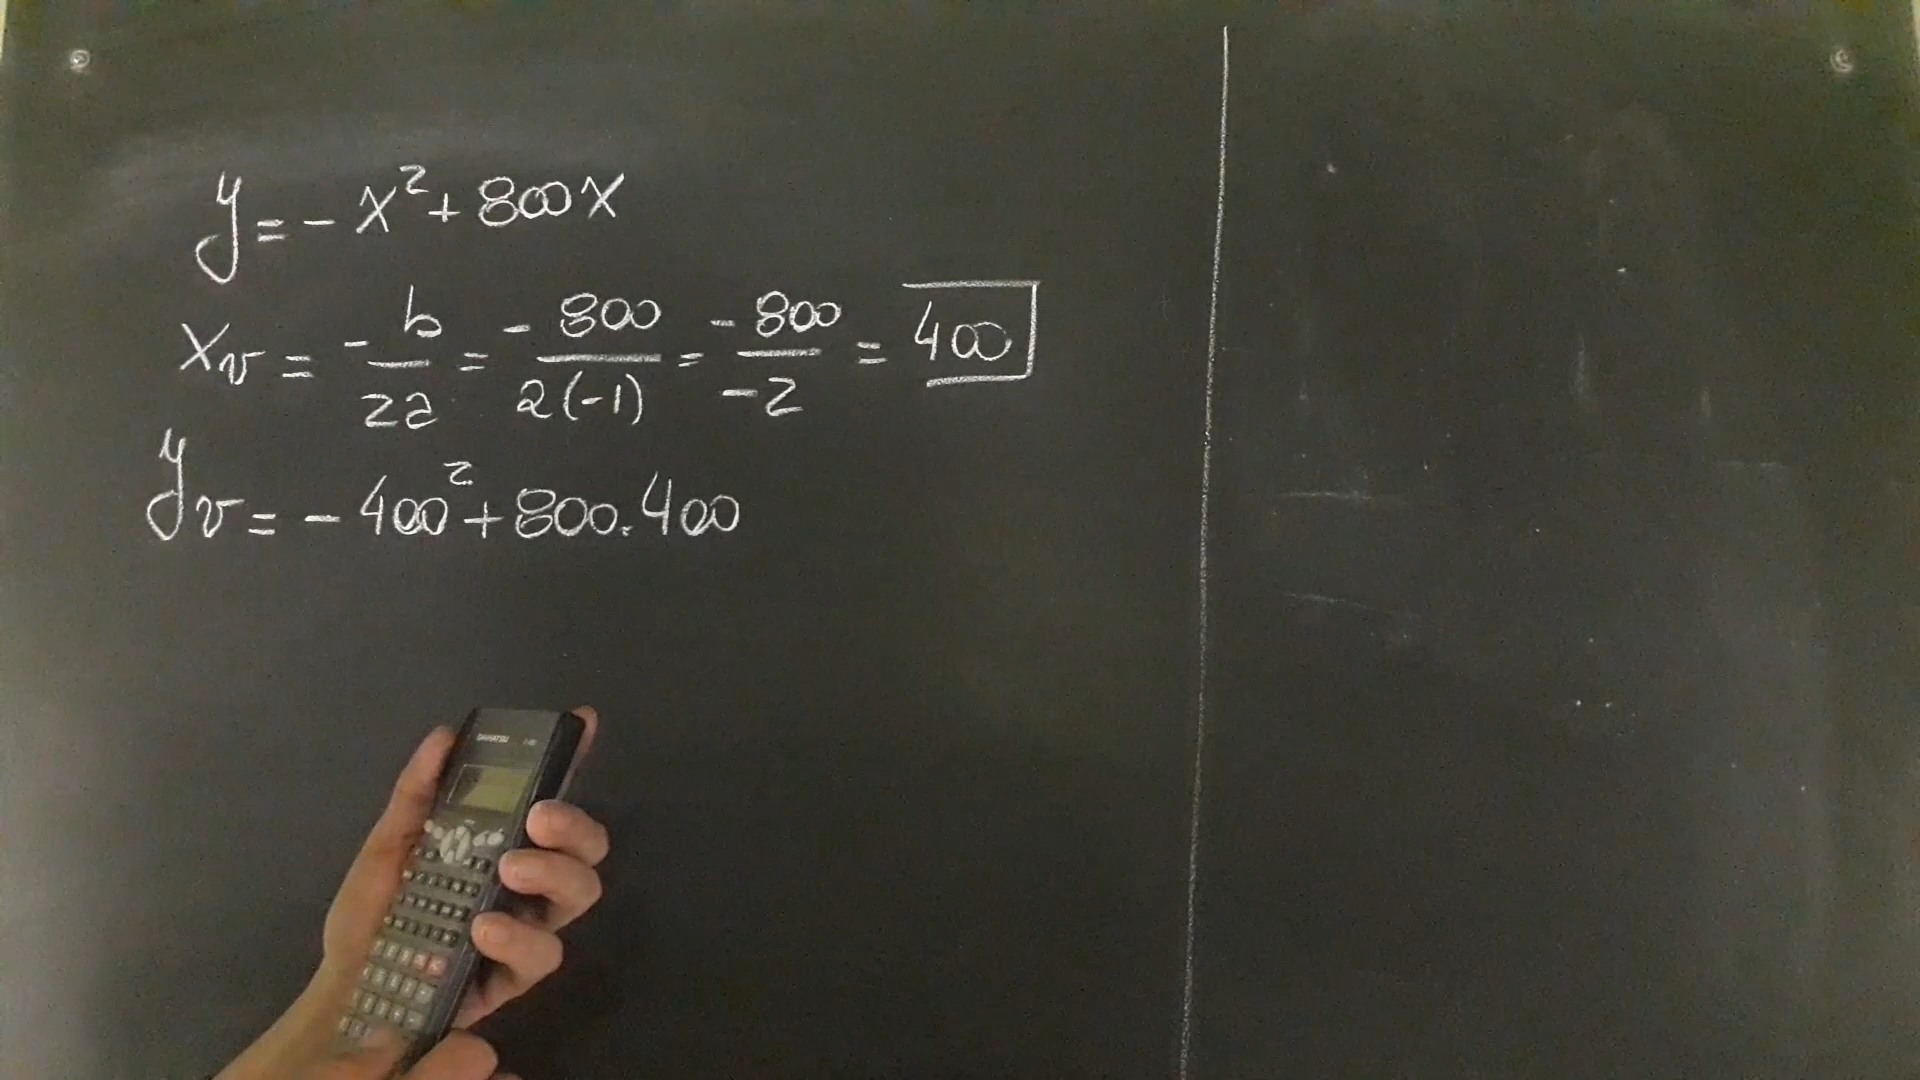 y = - x² + 800x
xv = - b/2a = - 800/2(-1) = - 800/-2 = 400
yv = - 400² + 800.400